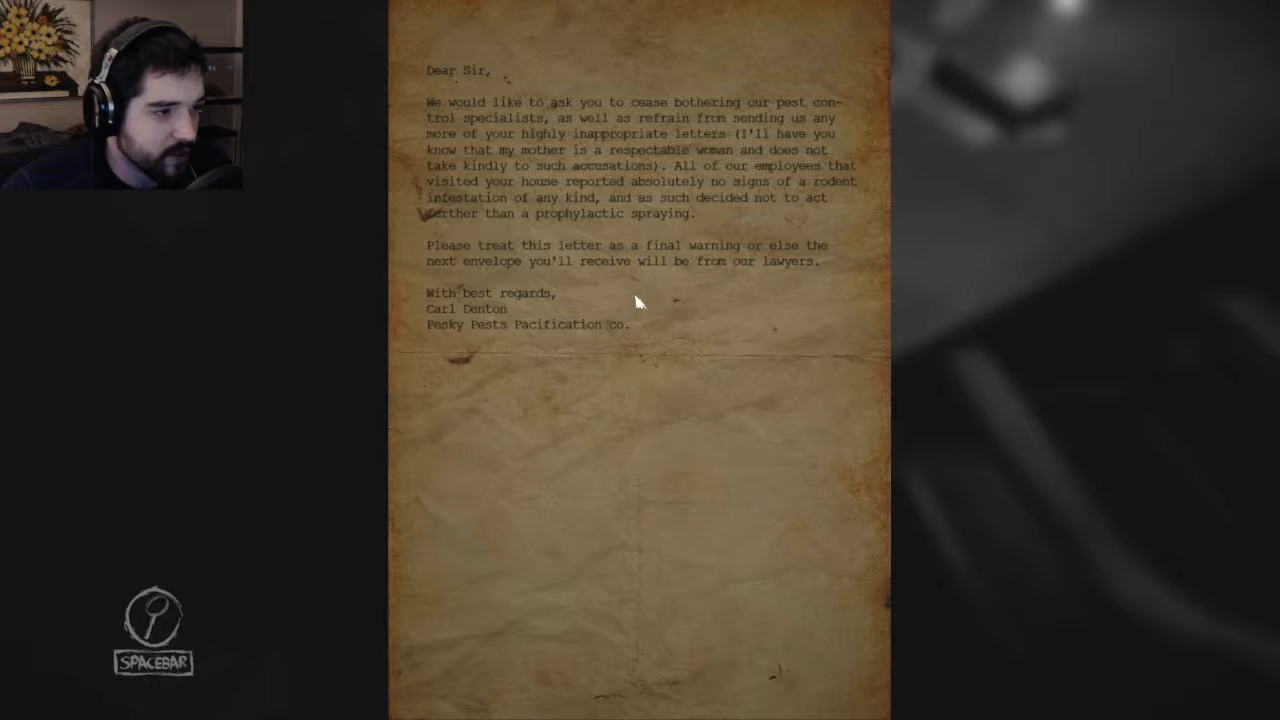 Dear Sir,
We would like to ask you to cease bothering our pest con-
trol specialists, as well as refrain from sending us any
more of your highly inappropriate letters (I'll have you
know that my mother is a respectable woman and does not
take kindly to such accusations). All of our employees that
visited your house reported absolutely no signs of a rodent
infestation of any kind, and as such decided not to act
further than a prophylactic spraying.
Please treat this letter as a final warning or else the
next envelope you'll receive will be from our lawyers.
With best regards,
Carl Denton
Pesky Pests Pacification co.
SPACEBAR